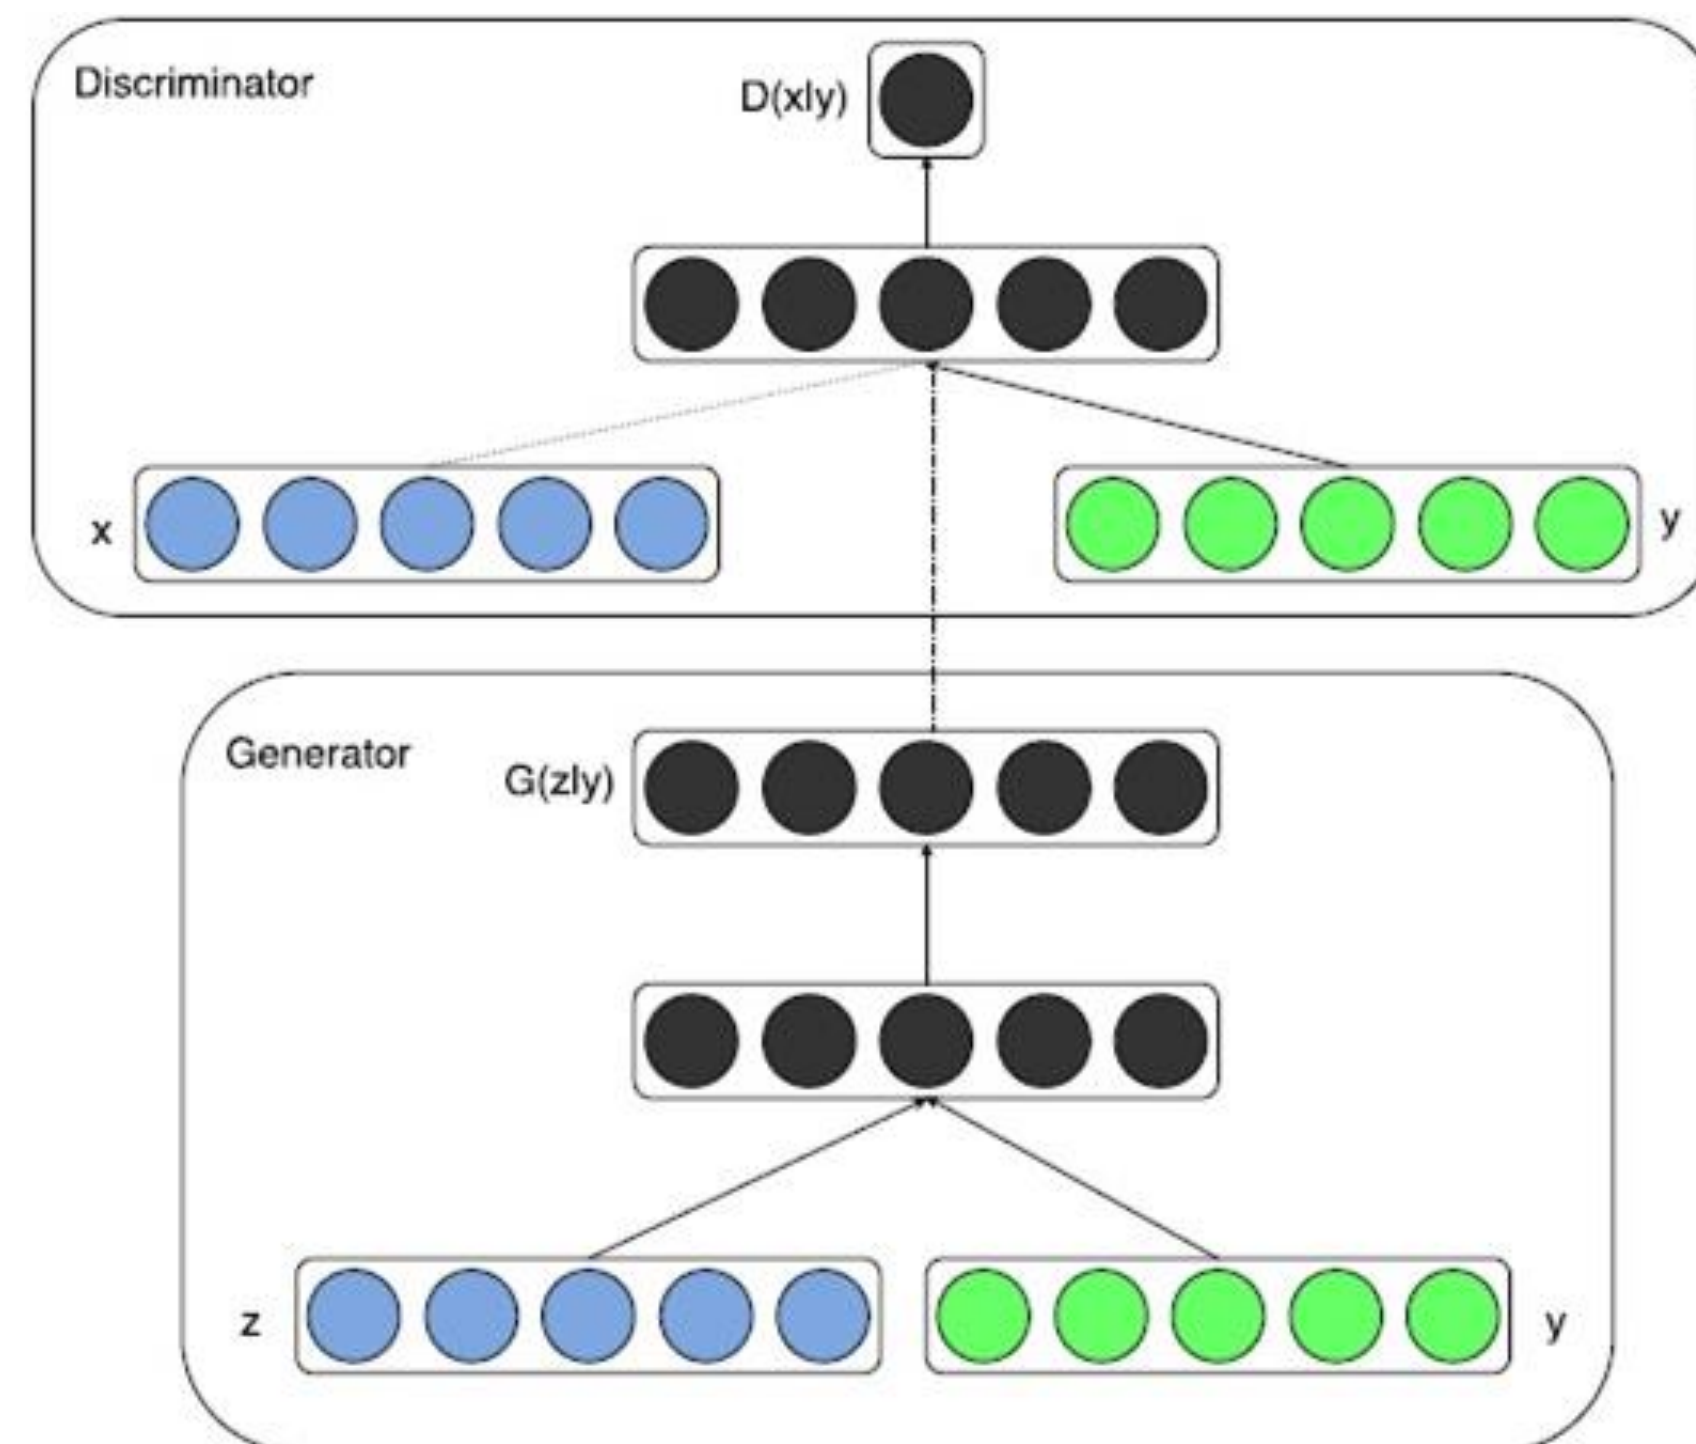 Discriminator
D(x|y)
x
y
Generator
G(z|y)
z
y